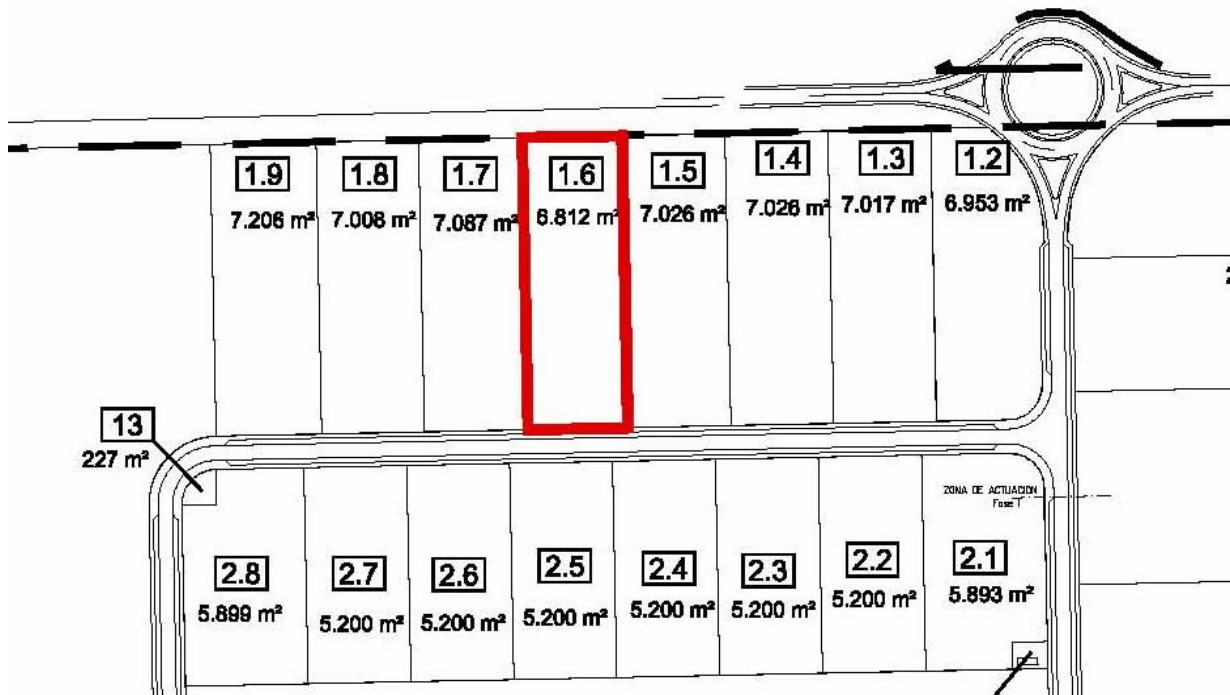 1.9
1.8
1.7
1.6
1.5
1.4
1.3
1.2
7.206 m²
7.008 m²
7.087 m²
6.812 m²
7.026 m²
7.026 m²
7.017 m²
6.953 m²
13
227 m²
ZONA DE ACTUACION
Fase I
2.8
2.7
2.6
2.5
2.4
2.3
2.2
2.1
5.899 m²
5.200 m²
5.200 m²
5.200 m²
5.200 m²
5.200 m²
5.200 m²
5.893 m²